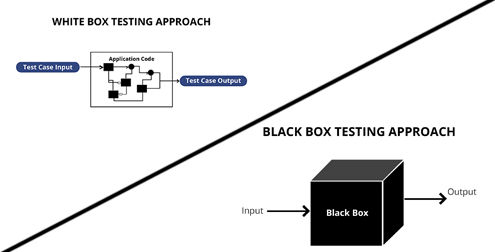 WHITE BOX TESTING APPROACH
Application Code
Test Case Input
Test Case Output
BLACK BOX TESTING APPROACH
Input
Black Box
Output